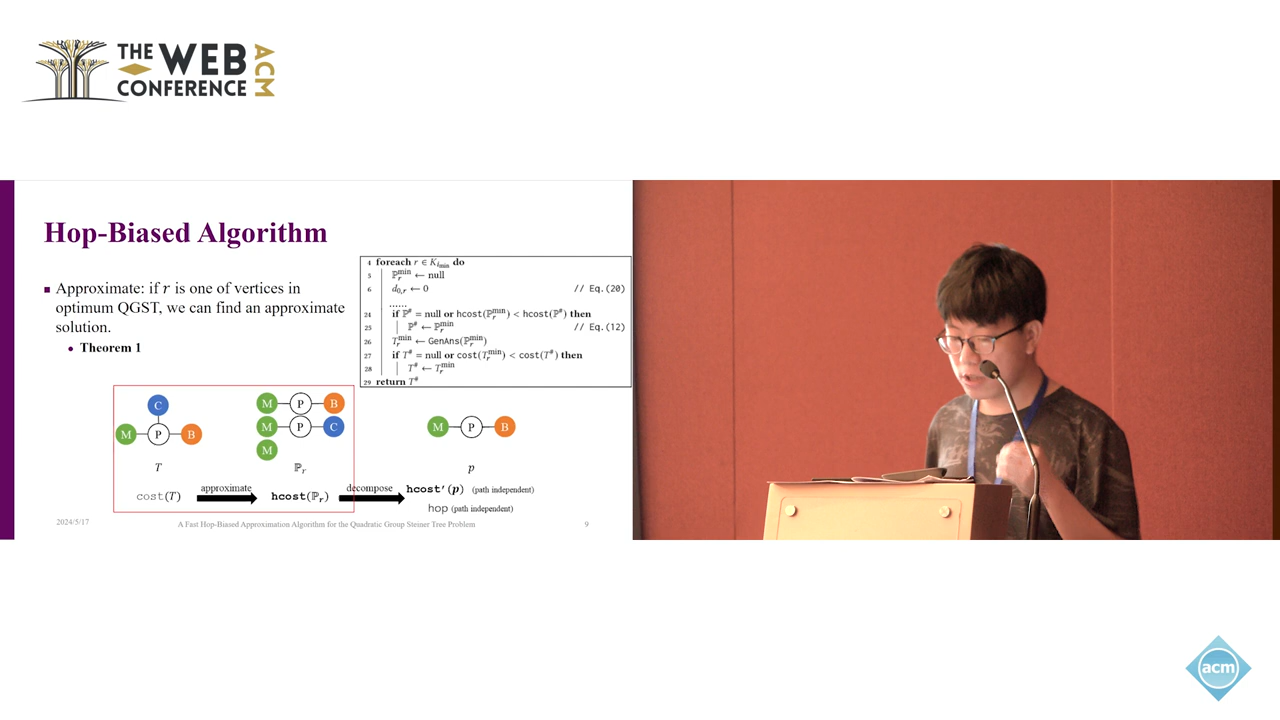 THE WEB
CONFERENCE
ACM
Hop-Biased Algorithm
Approximate: if r is one of vertices in
optimum QGST, we can find an approximate
solution.
Theorem 1
4 foreach r ∈ K_{i_min} do
5 ℙ_r^min ← null
6 d_{0,r} ← 0 // Eq.(20)
......
24 if ℙ^# = null or hcost(ℙ_r^min) < hcost(ℙ^#) then
25 ℙ^# ← ℙ_r^min // Eq.(12)
26 T_r^min ← GenAns(ℙ_r^min)
27 if T^# = null or cost(T_r^min) < cost(T^#) then
28 T^# ← T_r^min
29 return T^#
C
M P B
T
M P B
M P C
M
ℙ_r
M P B
p
cost(T) approximate hcost(ℙ_r) decompose hcost'(p) (path independent)
hop (path independent)
2024/5/17 A Fast Hop-Biased Approximation Algorithm for the Quadratic Group Steiner Tree Problem 9
acm